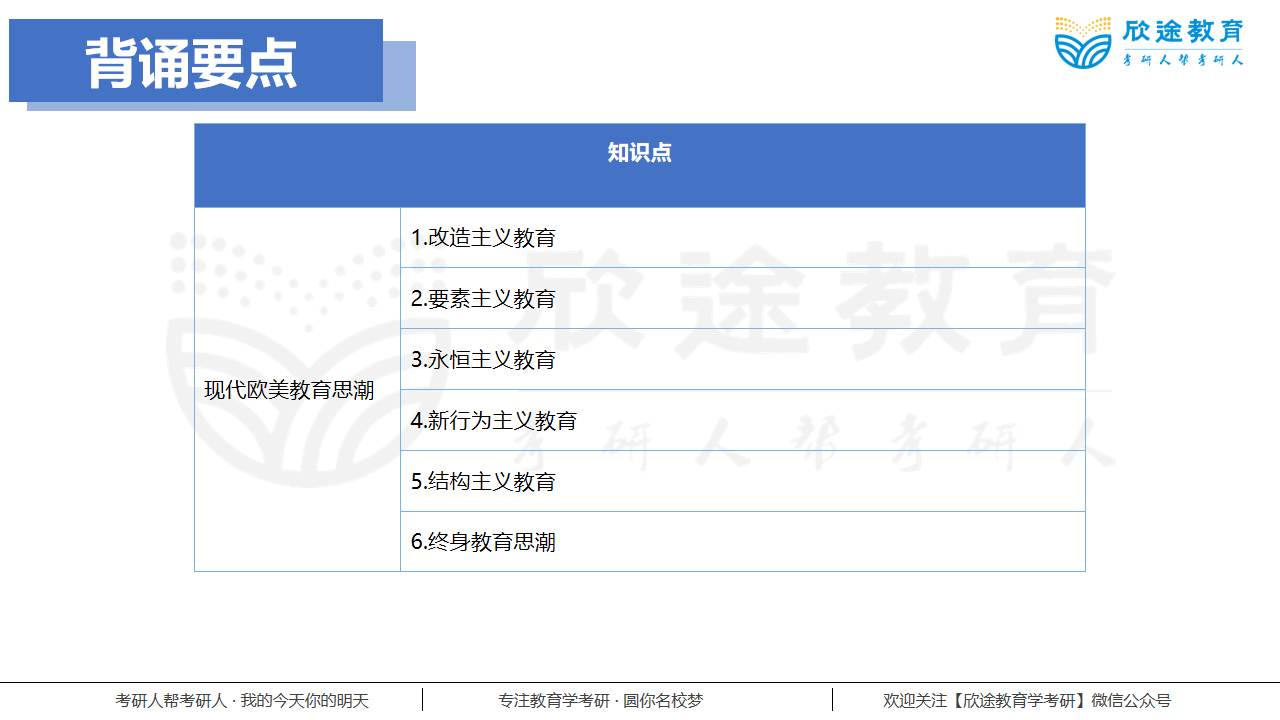 背诵要点
欣途教育
考研人帮考研人
知识点
现代欧美教育思潮
1.改造主义教育
2.要素主义教育
3.永恒主义教育
4.新行为主义教育
5.结构主义教育
6.终身教育思潮
欣途教育
考研人帮考研人
考研人帮考研人 · 我的今天你的明天
专注教育学考研 · 圆你名校梦
欢迎关注【欣途教育学考研】微信公众号